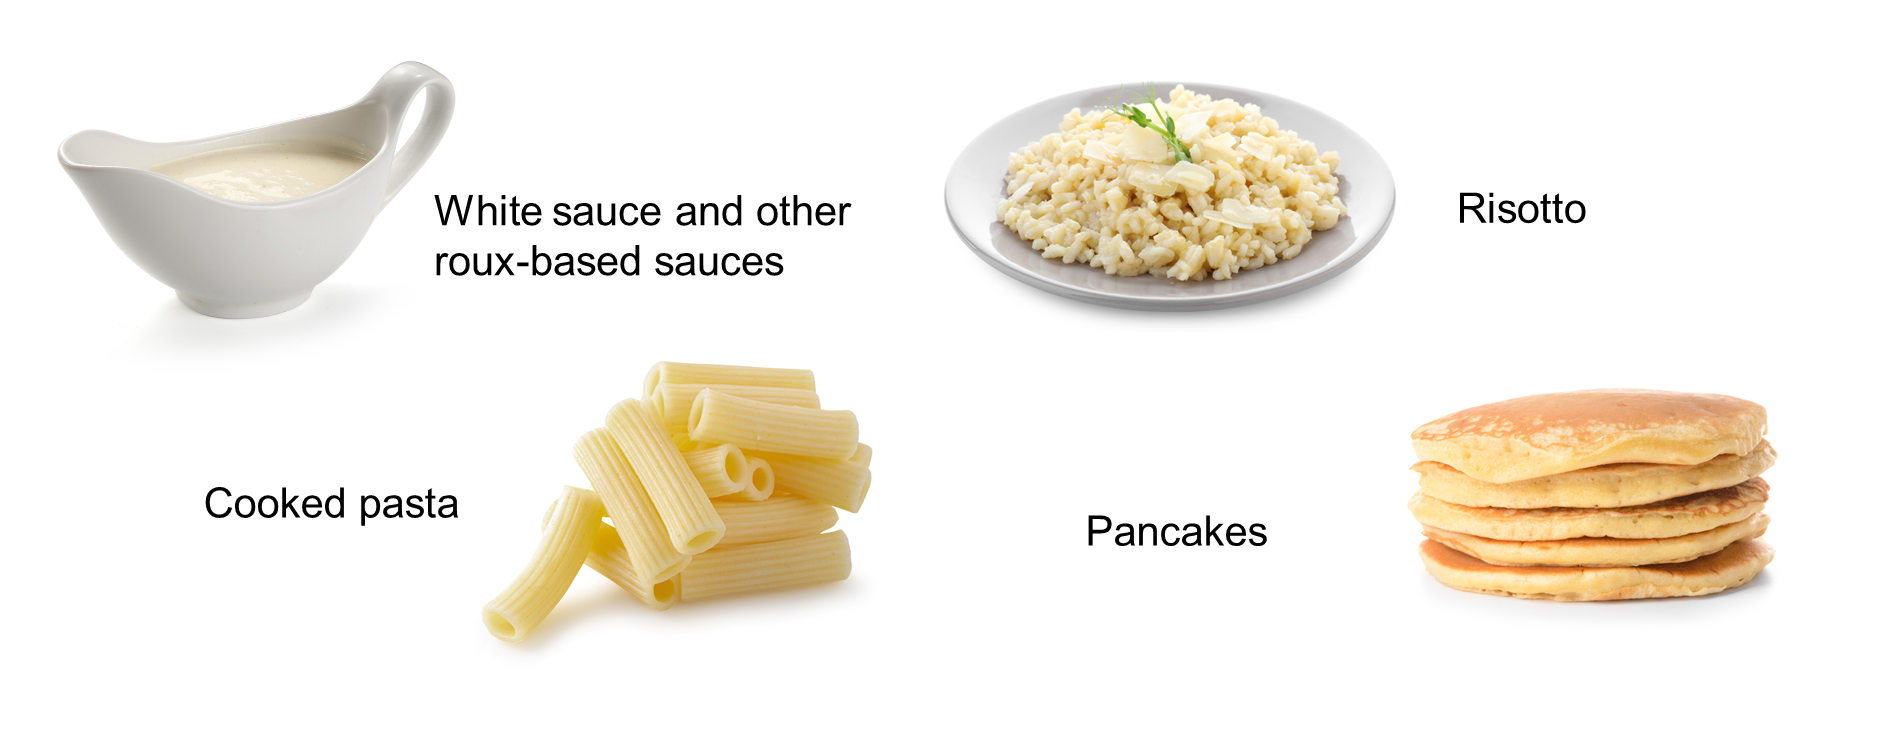 White sauce and other
roux-based sauces
Risotto
Cooked pasta
Pancakes